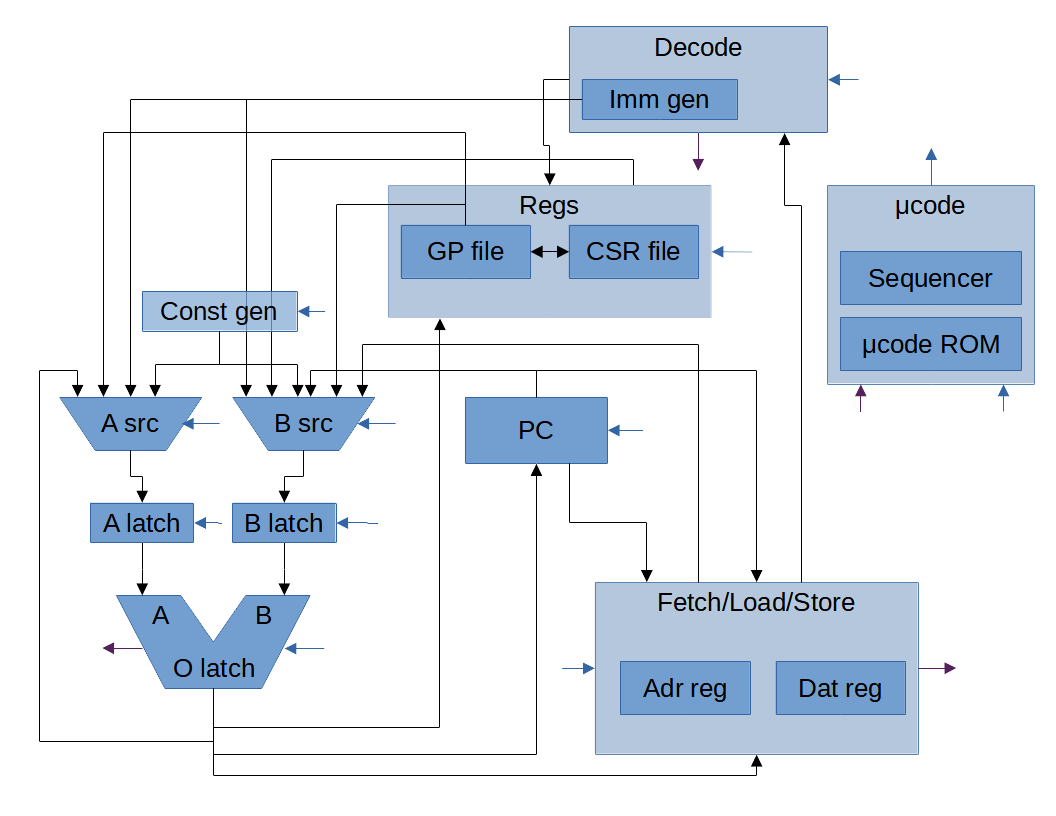 Decode
Imm gen
Regs
GP file
CSR file
µcode
Sequencer
µcode ROM
Const gen
A src
B src
PC
A latch
B latch
A
B
O latch
Fetch/Load/Store
Adr reg
Dat reg